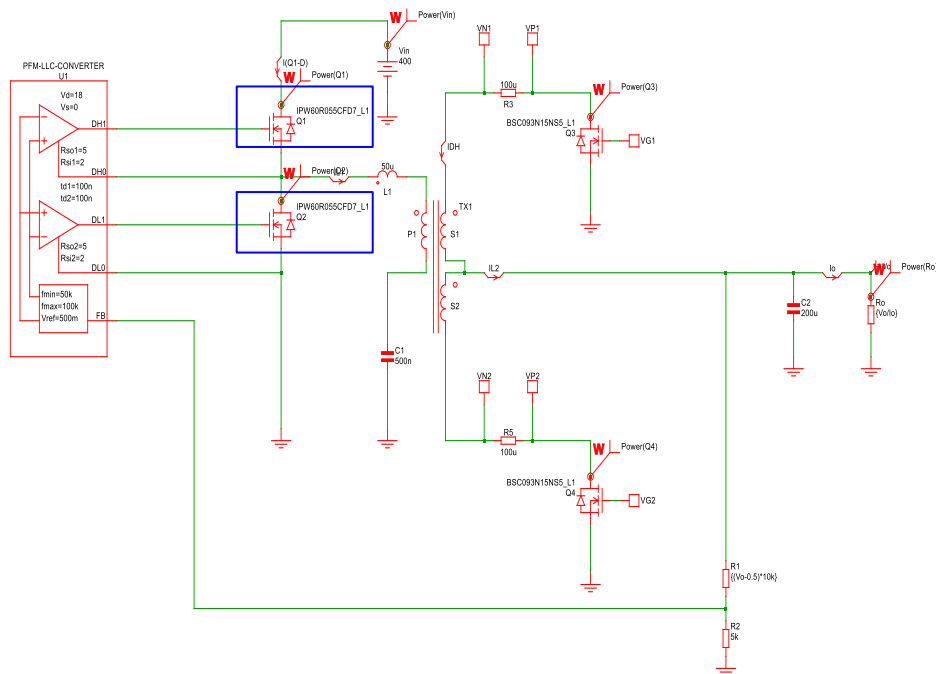 PFM-LLC-CONVERTER
U1
Vd=18
Vs=0
DH1
Rso1=5
Rsi1=2
DH0
td1=100n
td2=100n
DL1
Rso2=5
Rsi2=2
DL0
fmin=50k
fmax=100k
Vref=500m
FB
W
Power(Vin)
Vin
400
I(Q1-D)
W
Power(Q1)
IPW60R055CFD7_L1
Q1
W
Power(Q2)
50u
L1
IPW60R055CFD7_L1
Q2
C1
500n
P1
TX1
S1
S2
IDH
VN1
VP1
100u
R3
W
Power(Q3)
BSC093N15NS5_L1
Q3
VG1
IL2
Io
W
Power(Ro)
C2
200u
Ro
{Vo/Io}
VN2
VP2
R5
100u
W
Power(Q4)
BSC093N15NS5_L1
Q4
VG2
R1
{(Vo-0.5)*10k}
R2
5k